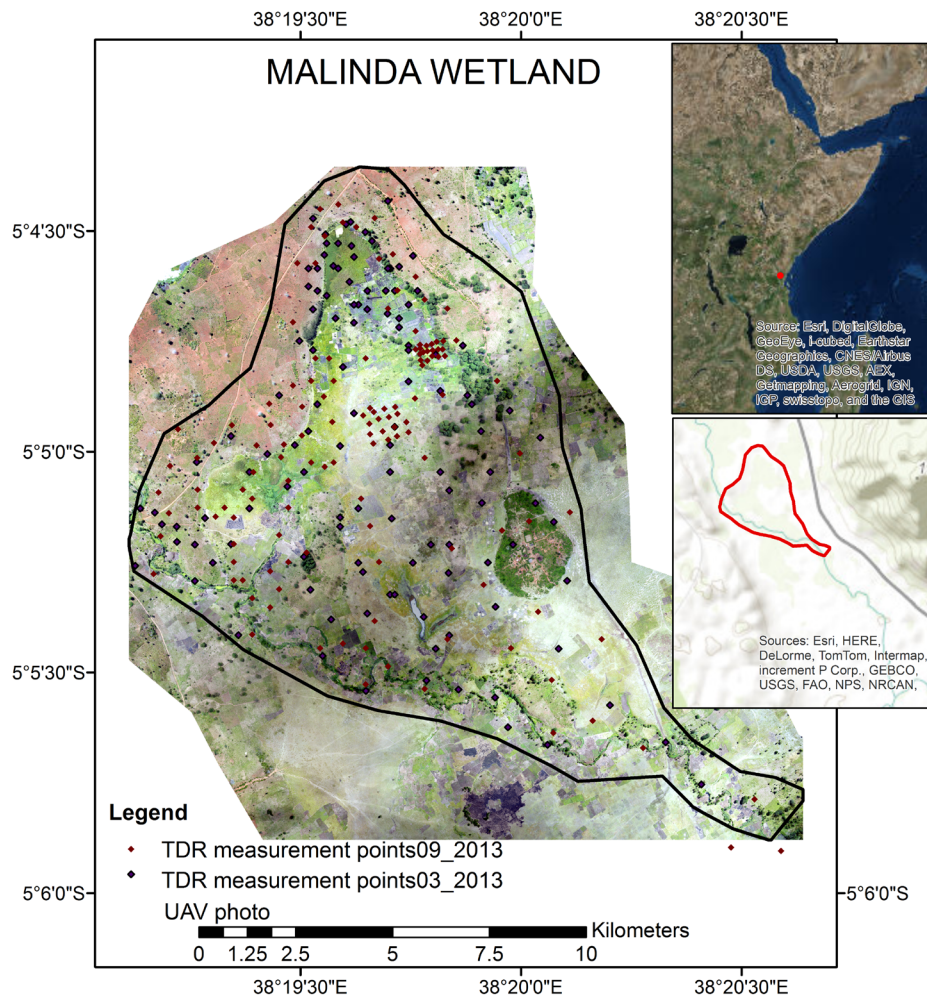 38°19'30"E 38°20'00"E 38°20'30"E
MALINDA WETLAND
5°4'30"S
Source: Esri, DigitalGlobe,
GeoEye, i-cubed, Earthstar
Geographics, CNES/Airbus
DS, USDA, USGS, AEX,
Getmapping, Aerogrid, IGN,
IGP, swisstopo, and the GIS
5°5'0"S
1
Sources: Esri, HERE,
DeLorme, TomTom, Intermap,
increment P Corp., GEBCO,
USGS, FAO, NPS, NRCAN,
5°5'30"S
Legend
TDR measurement points09_2013
TDR measurement points03_2013
5°6'0"S 5°6'0"S
UAV photo
Kilometers
0 1.25 2.5 5 7.5 10
38°19'30"E 38°20'00"E 38°20'30"E